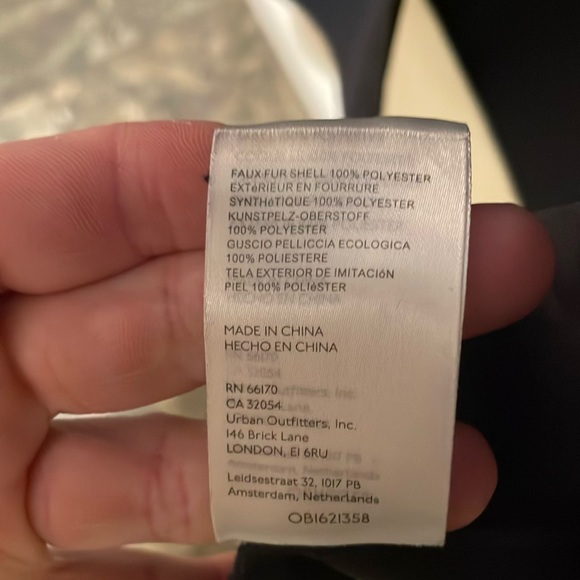 FAUX FUR SHELL 100% POLYESTER
EXTéRIEUR EN FOURRURE
SYNTHéTIQUE 100% POLYESTER
KUNSTPELZ-OBERSTOFF
100% POLYESTER
GUSCIO PELLICCIA ECOLOGICA
100% POLIESTERE
TELA EXTERIOR DE IMITACIóN
PIEL 100% POLIéSTER
MADE IN CHINA
HECHO EN CHINA
RN 66170
CA 32054
Urban Outfitters, Inc.
146 Brick Lane
LONDON, E1 6RU
Leidsestraat 32, 1017 PB
Amsterdam, Netherlands
OB1621358